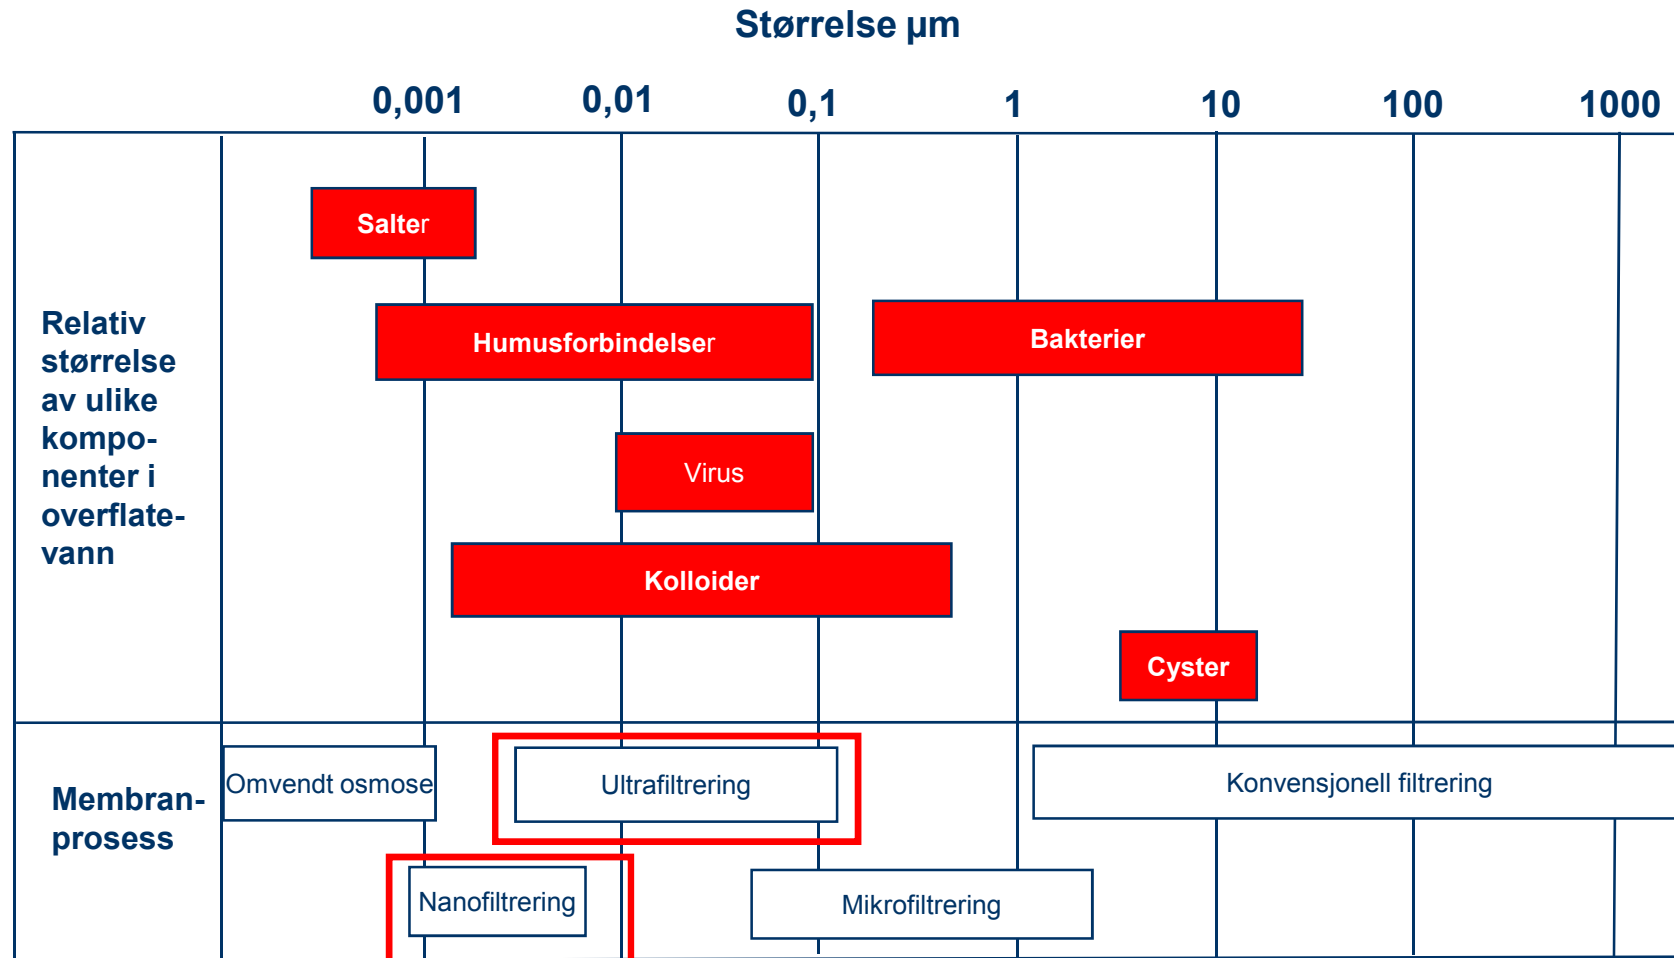 Størrelse µm
0,001 0,01 0,1 1 10 100 1000
Salter
Humusforbindelser
Bakterier
Virus
Kolloider
Cyster
Relativ
størrelse
av ulike
kompo-
nenter i
overflate-
vann
Membran-
prosess
Omvendt osmose
Ultrafiltrering
Konvensjonell filtrering
Nanofiltrering
Mikrofiltrering